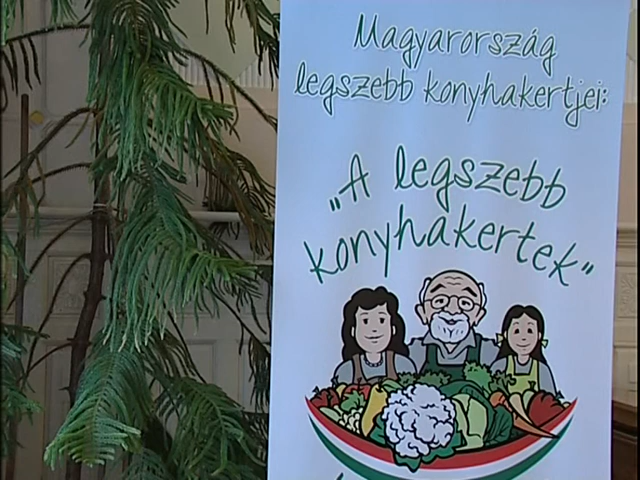 Magyarország
legszebb konyhakertjei:
„A legszebb
konyhakertek”